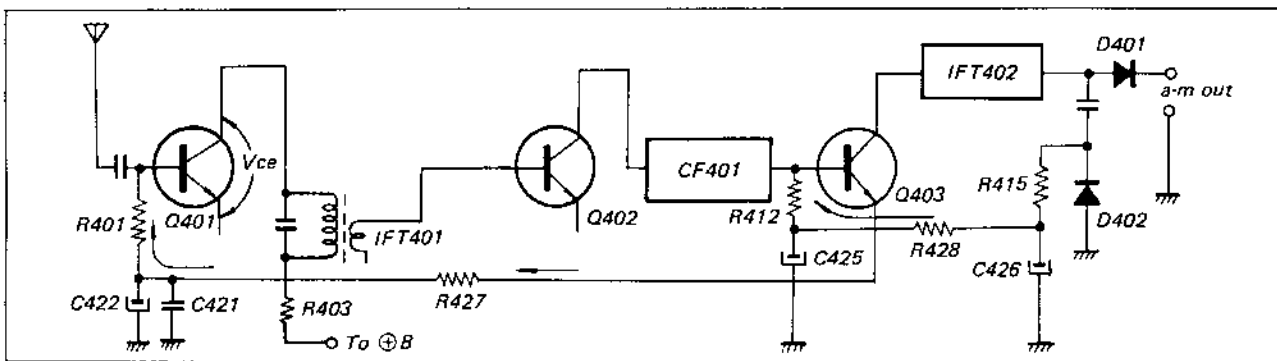 D401
IFT402
a-m out
Vce
CF401
Q403
R415
R401
Q401
Q402
R412
D402
IFT401
R428
C425
C426
C422
C421
R403
R427
To ⊕B